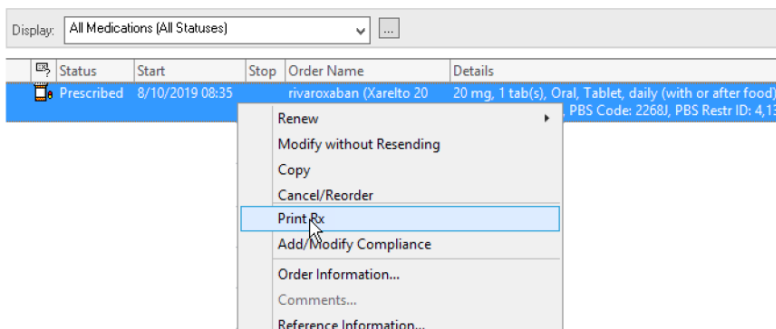 Display: All Medications (All Statuses) ...
Status Start Stop Order Name Details
Prescribed 8/10/2019 08:35 rivaroxaban (Xarelto 20 20 mg, 1 tab(s), Oral, Tablet, daily (with or after food)
, PBS Code: 2268J, PBS Restr ID: 4,13
Renew
Modify without Resending
Copy
Cancel/Reorder
Print Rx
Add/Modify Compliance
Order Information...
Comments...
Reference Information...